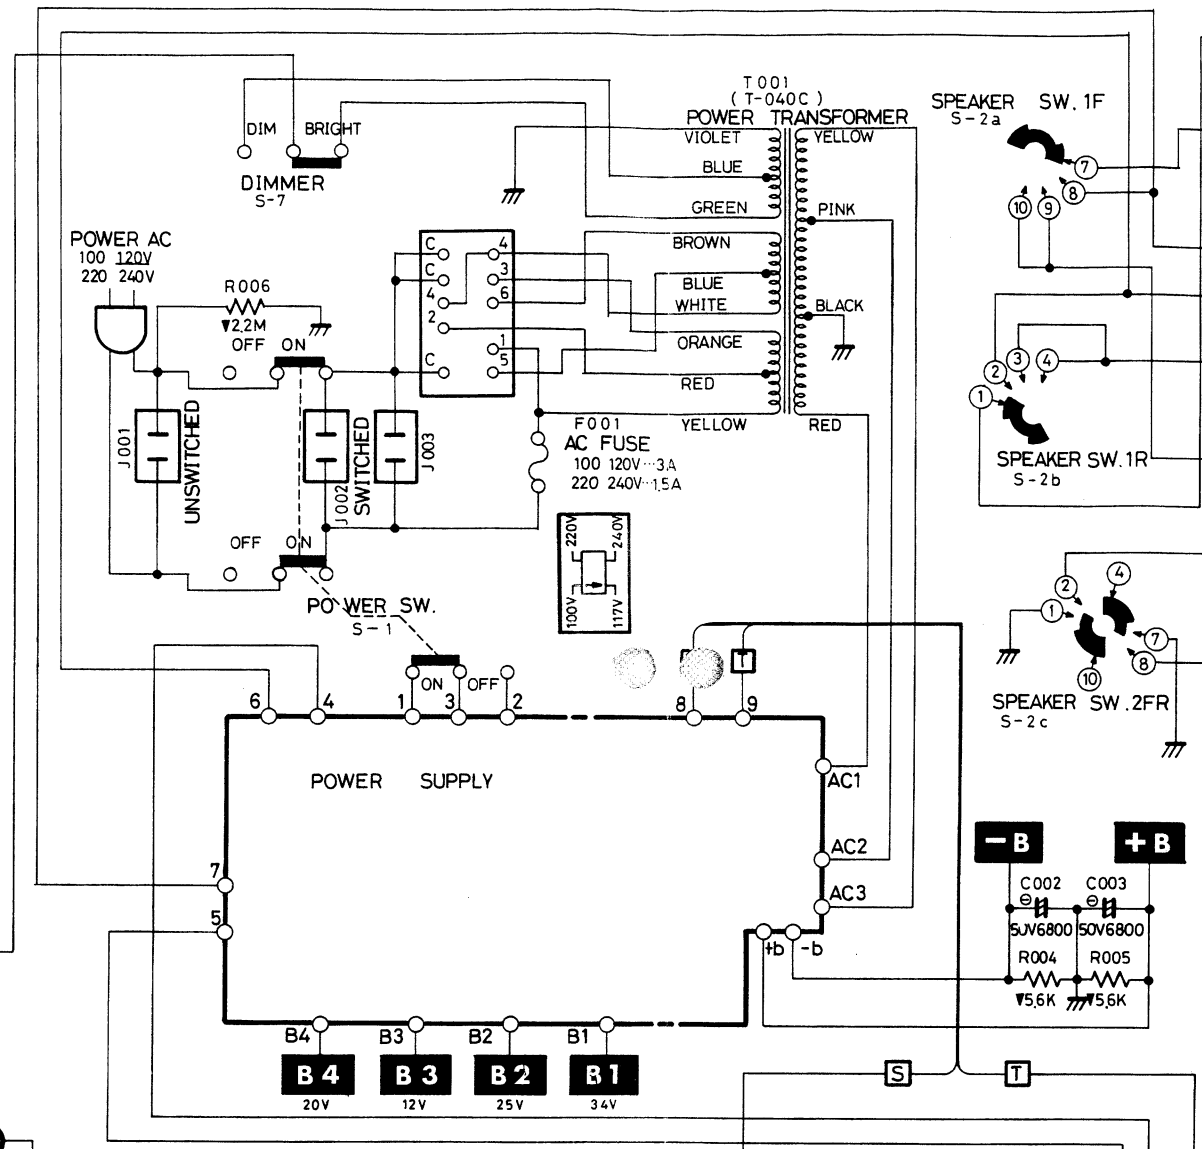 T001
( T-040C )
POWER TRANSFORMER
VIOLET
YELLOW
BLUE
GREEN
PINK
BROWN
BLUE
WHITE
BLACK
ORANGE
RED
YELLOW
RED
DIM
BRIGHT
DIMMER
S-7
POWER AC
100 120V
220 240V
R006
▼2.2M
OFF
ON
C
C
4
2
C
4
3
6
1
5
J001
UNSWITCHED
J002
SWITCHED
J003
F001
AC FUSE
100 120V···3A
220 240V···1.5A
220V
240V
100V
117V
OFF
ON
POWER SW.
S-1
ON
OFF
T
6
4
1
3
2
8
9
POWER SUPPLY
7
5
AC1
AC2
AC3
+b
-b
B4
B3
B2
B1
B4
B3
B2
B1
20V
12V
25V
34V
SPEAKER SW. 1F
S-2a
7
8
10
9
3
4
2
1
SPEAKER SW.1R
S-2b
2
4
1
7
8
10
SPEAKER SW.2FR
S-2c
-B
+B
C002
C003
⊖
⊖
50V6800
50V6800
R004
R005
▼5.6K
▼5.6K
S
T